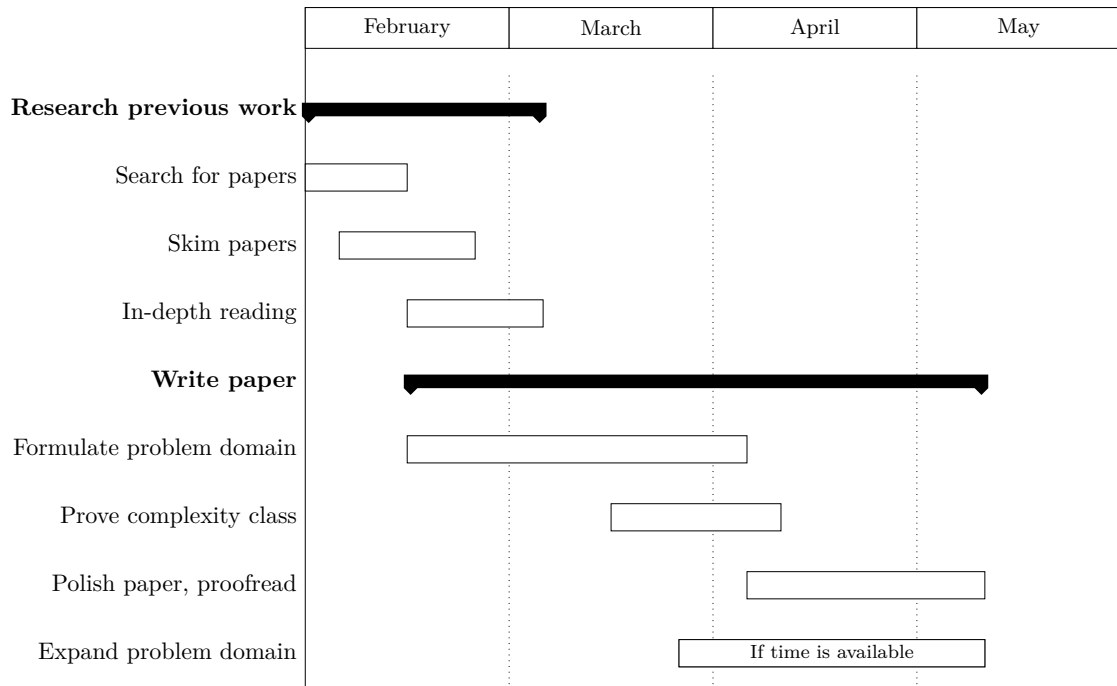 February March April May
Research previous work
Search for papers
Skim papers
In-depth reading
Write paper
Formulate problem domain
Prove complexity class
Polish paper, proofread
Expand problem domain If time is available